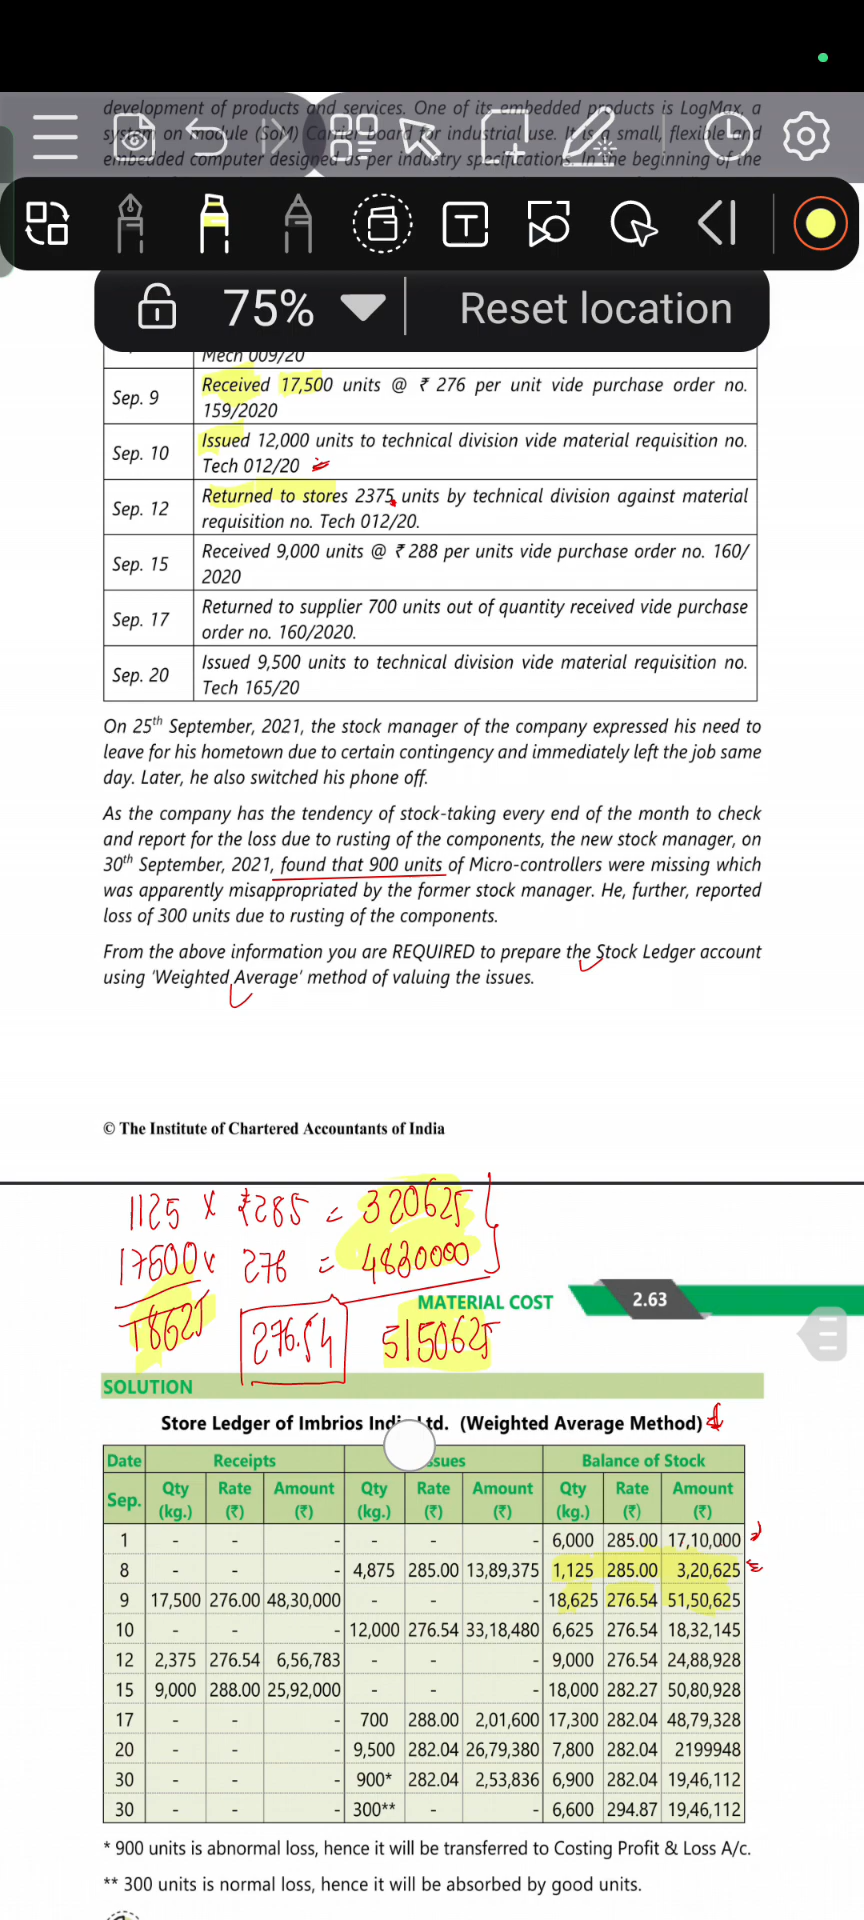 development of products and services. One of its embedded products is LogMax, a
system on module (SoM) Carrier board for industrial use. It is a small, flexible and
embedded computer designed as per industry specifications. In the beginning of the
75%
Reset location
Mech 009/20
Sep. 9 Received 17,500 units @ ₹ 276 per unit vide purchase order no.
159/2020
Sep. 10 Issued 12,000 units to technical division vide material requisition no.
Tech 012/20
Sep. 12 Returned to stores 2375 units by technical division against material
requisition no. Tech 012/20.
Sep. 15 Received 9,000 units @ ₹ 288 per units vide purchase order no. 160/
2020
Sep. 17 Returned to supplier 700 units out of quantity received vide purchase
order no. 160/2020.
Sep. 20 Issued 9,500 units to technical division vide material requisition no.
Tech 165/20
On 25th September, 2021, the stock manager of the company expressed his need to
leave for his hometown due to certain contingency and immediately left the job same
day. Later, he also switched his phone off.
As the company has the tendency of stock-taking every end of the month to check
and report for the loss due to rusting of the components, the new stock manager, on
30th September, 2021, found that 900 units of Micro-controllers were missing which
was apparently misappropriated by the former stock manager. He, further, reported
loss of 300 units due to rusting of the components.
From the above information you are REQUIRED to prepare the Stock Ledger account
using 'Weighted Average' method of valuing the issues.
© The Institute of Chartered Accountants of India
1125 x ₹285 = 320625
17500 x 276 = 4830000
18625 276.54 5150625
MATERIAL COST 2.63
SOLUTION
Store Ledger of Imbrios India Ltd. (Weighted Average Method)
Date Receipts Issues Balance of Stock
Sep. Qty (kg.) Rate (₹) Amount (₹) Qty (kg.) Rate (₹) Amount (₹) Qty (kg.) Rate (₹) Amount (₹)
1 - - - - - - 6,000 285.00 17,10,000
8 - - - 4,875 285.00 13,89,375 1,125 285.00 3,20,625
9 17,500 276.00 48,30,000 - - - 18,625 276.54 51,50,625
10 - - - 12,000 276.54 33,18,480 6,625 276.54 18,32,145
12 2,375 276.54 6,56,783 - - - 9,000 276.54 24,88,928
15 9,000 288.00 25,92,000 - - - 18,000 282.27 50,80,928
17 - - - 700 288.00 2,01,600 17,300 282.04 48,79,328
20 - - - 9,500 282.04 26,79,380 7,800 282.04 2199948
30 - - - 900* 282.04 2,53,836 6,900 282.04 19,46,112
30 - - - 300** - - 6,600 294.87 19,46,112
* 900 units is abnormal loss, hence it will be transferred to Costing Profit & Loss A/c.
** 300 units is normal loss, hence it will be absorbed by good units.